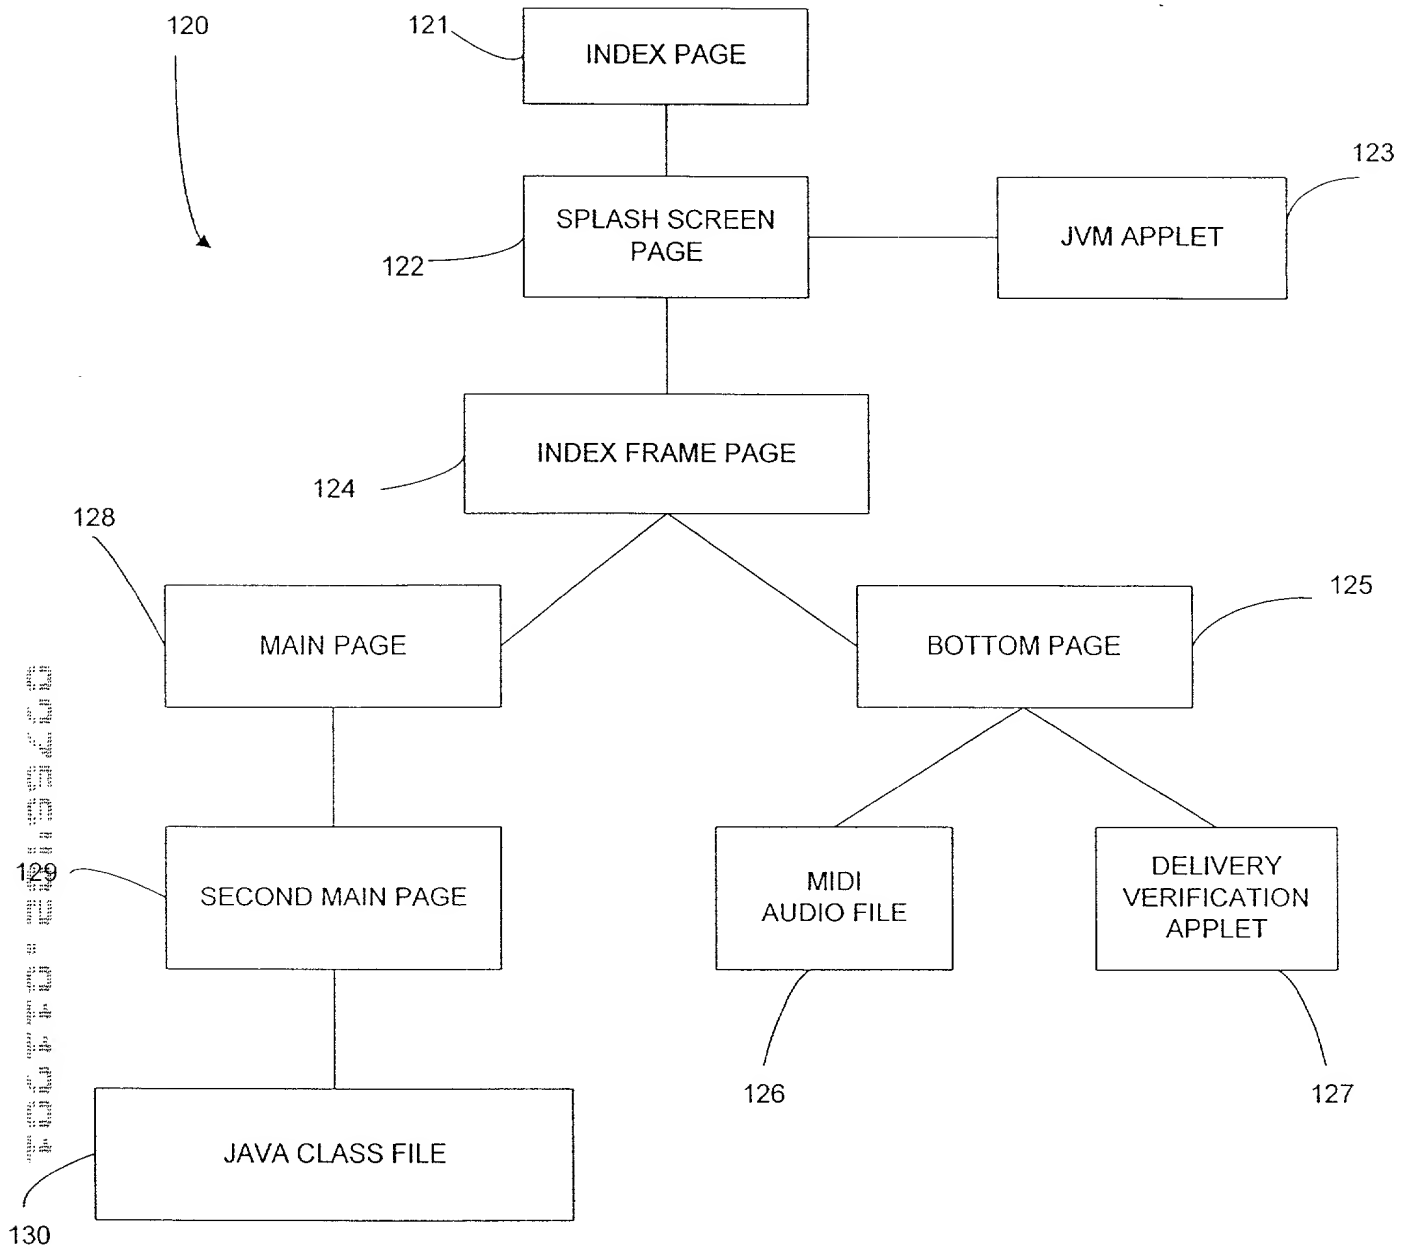 120
121
INDEX PAGE
123
SPLASH SCREEN
PAGE
122
JVM APPLET
INDEX FRAME PAGE
124
128
125
MAIN PAGE
BOTTOM PAGE
129
SECOND MAIN PAGE
MIDI
AUDIO FILE
DELIVERY
VERIFICATION
APPLET
126
127
JAVA CLASS FILE
130